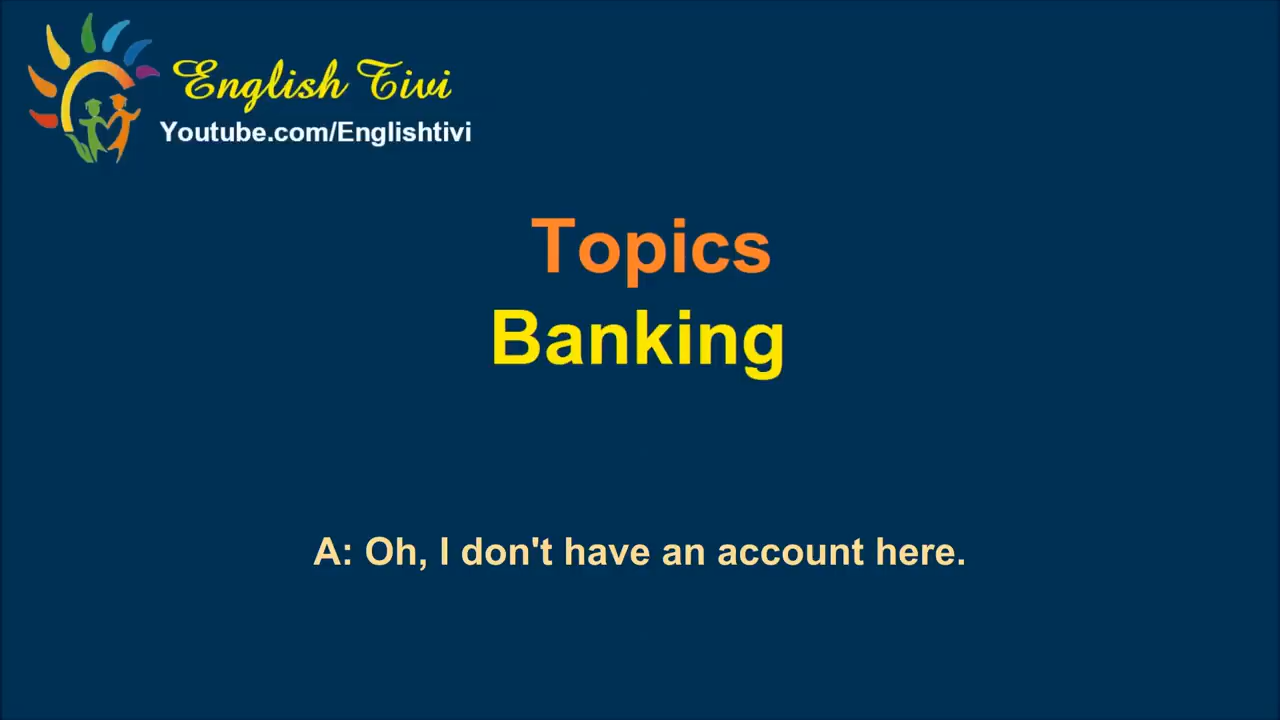 English Tivi
Youtube.com/Englishtivi
Topics
Banking
A: Oh, I don't have an account here.